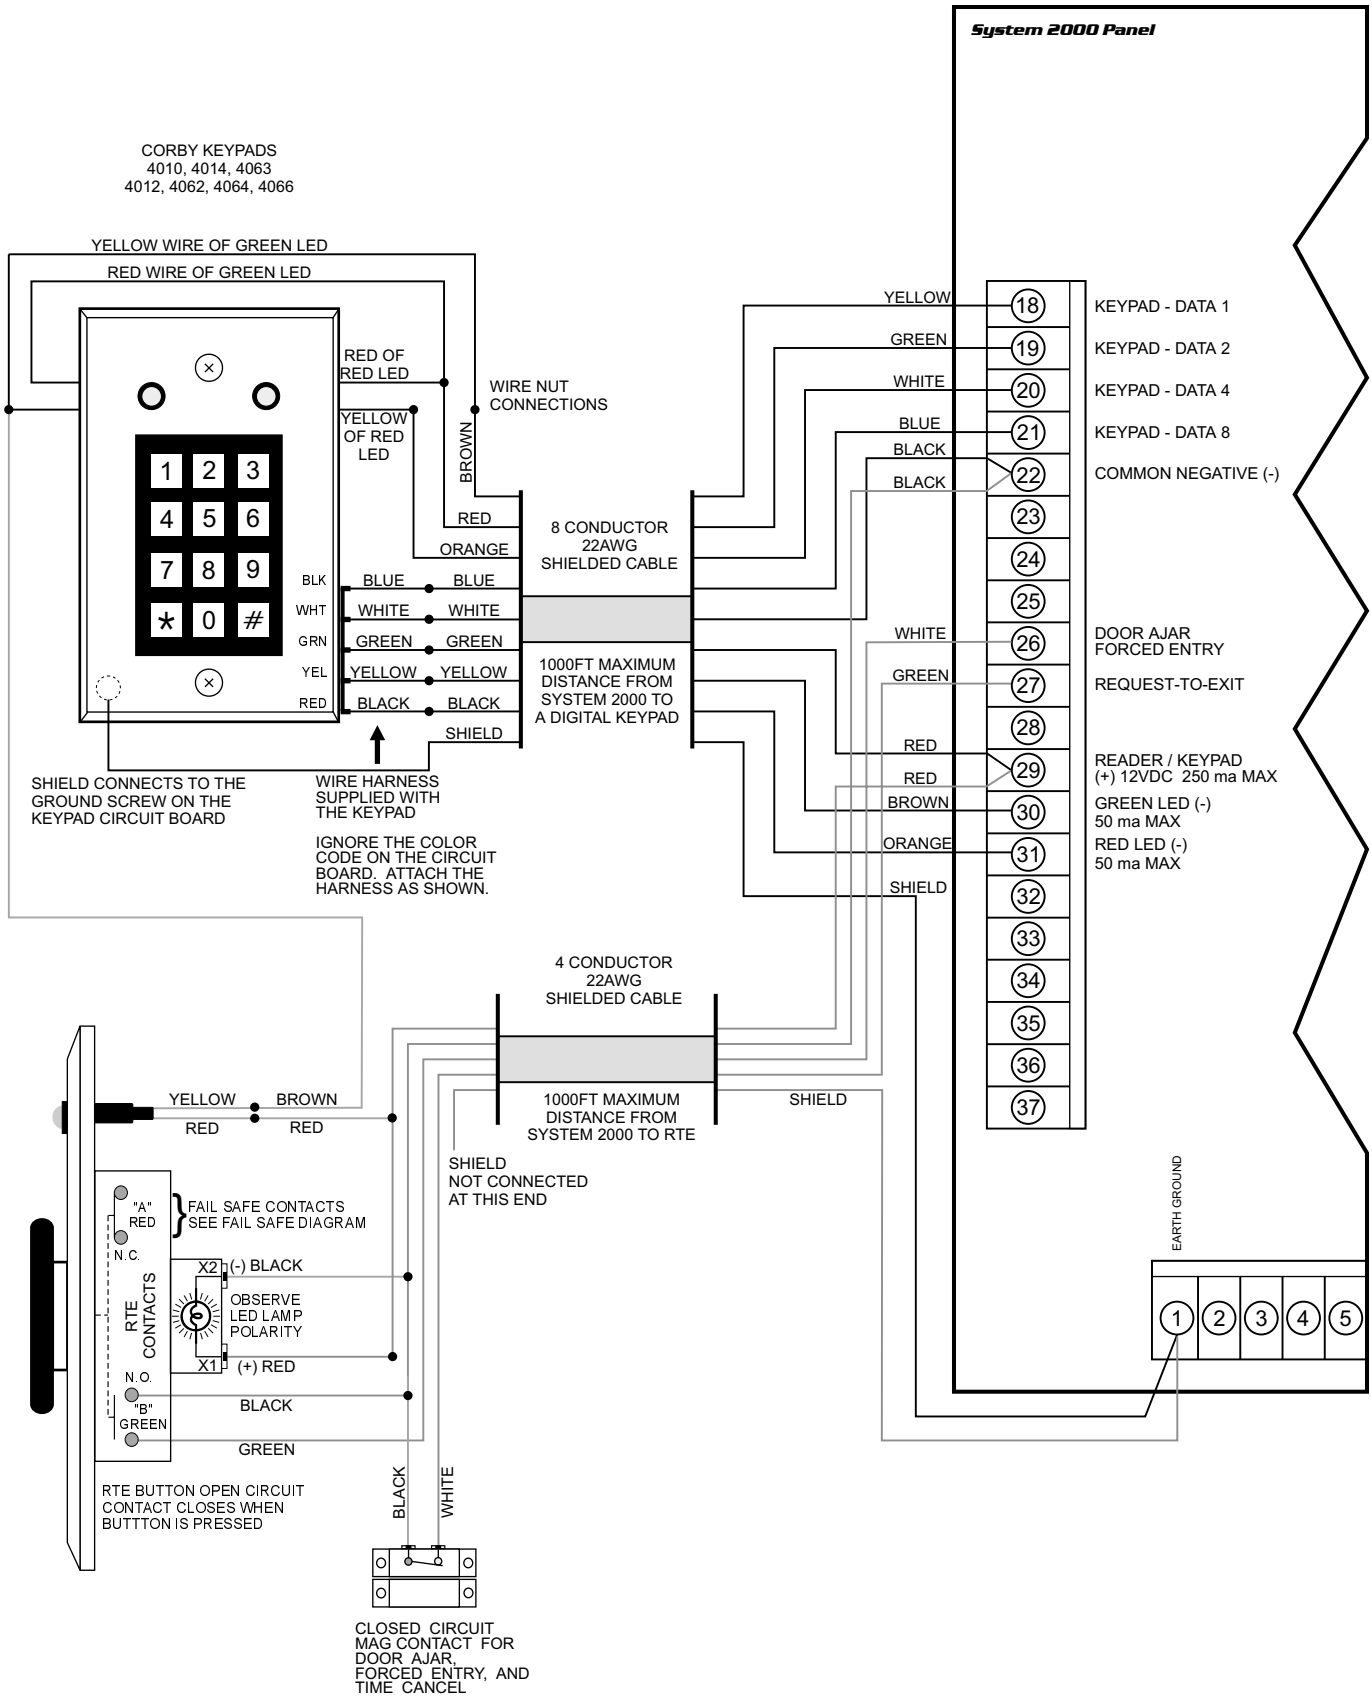 System 2000 Panel
CORBY KEYPADS
4010, 4014, 4063
4012, 4062, 4064, 4066
YELLOW WIRE OF GREEN LED
RED WIRE OF GREEN LED
RED OF
RED LED
YELLOW
OF RED
LED
WIRE NUT
CONNECTIONS
BROWN
RED
ORANGE
1 2 3
4 5 6
7 8 9
* 0 #
BLK
WHT
GRN
YEL
RED
BLUE
BLUE
WHITE
WHITE
GREEN
GREEN
YELLOW
YELLOW
BLACK
BLACK
SHIELD
8 CONDUCTOR
22AWG
SHIELDED CABLE
1000FT MAXIMUM
DISTANCE FROM
SYSTEM 2000 TO
A DIGITAL KEYPAD
SHIELD CONNECTS TO THE
GROUND SCREW ON THE
KEYPAD CIRCUIT BOARD
WIRE HARNESS
SUPPLIED WITH
THE KEYPAD
IGNORE THE COLOR
CODE ON THE CIRCUIT
BOARD. ATTACH THE
HARNESS AS SHOWN.
YELLOW
GREEN
WHITE
BLUE
BLACK
BLACK
WHITE
GREEN
RED
RED
BROWN
ORANGE
SHIELD
18
19
20
21
22
23
24
25
26
27
28
29
30
31
32
33
34
35
36
37
KEYPAD - DATA 1
KEYPAD - DATA 2
KEYPAD - DATA 4
KEYPAD - DATA 8
COMMON NEGATIVE (-)
DOOR AJAR
FORCED ENTRY
REQUEST-TO-EXIT
READER / KEYPAD
(+) 12VDC 250 ma MAX
GREEN LED (-)
50 ma MAX
RED LED (-)
50 ma MAX
4 CONDUCTOR
22AWG
SHIELDED CABLE
1000FT MAXIMUM
DISTANCE FROM
SYSTEM 2000 TO RTE
SHIELD
SHIELD
NOT CONNECTED
AT THIS END
YELLOW
BROWN
RED
RED
"A"
RED
N.C.
FAIL SAFE CONTACTS
SEE FAIL SAFE DIAGRAM
RTE
CONTACTS
X2
(-) BLACK
OBSERVE
LED LAMP
POLARITY
X1
(+) RED
N.O.
"B"
GREEN
BLACK
GREEN
RTE BUTTON OPEN CIRCUIT
CONTACT CLOSES WHEN
BUTTTON IS PRESSED
BLACK
WHITE
CLOSED CIRCUIT
MAG CONTACT FOR
DOOR AJAR,
FORCED ENTRY, AND
TIME CANCEL
EARTH GROUND
1 2 3 4 5